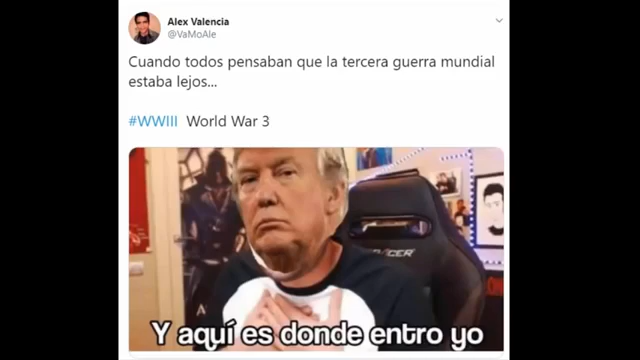 Alex Valencia
@VaMoAle
Cuando todos pensaban que la tercera guerra mundial
estaba lejos...
#WWIII World War 3
Y aquí es donde entro yo